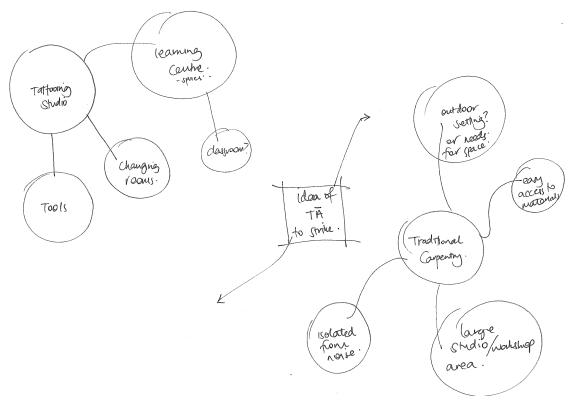 learning
Centre.
-spaces.
Tattooing
Studio
classroom?
Changing
rooms.
Tools
idea of
TĀ
to strike.
outdoor
setting?
or needs
for space.
easy
access to
materials
Traditional
Carpentry.
isolated
from
noise.
large
studio/workshop
area.